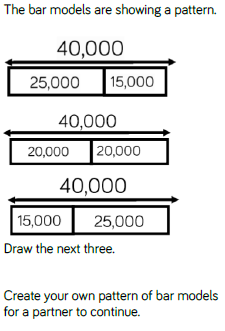 The bar models are showing a pattern.
40,000
25,000 15,000
40,000
20,000 20,000
40,000
15,000 25,000
Draw the next three.
Create your own pattern of bar models
for a partner to continue.